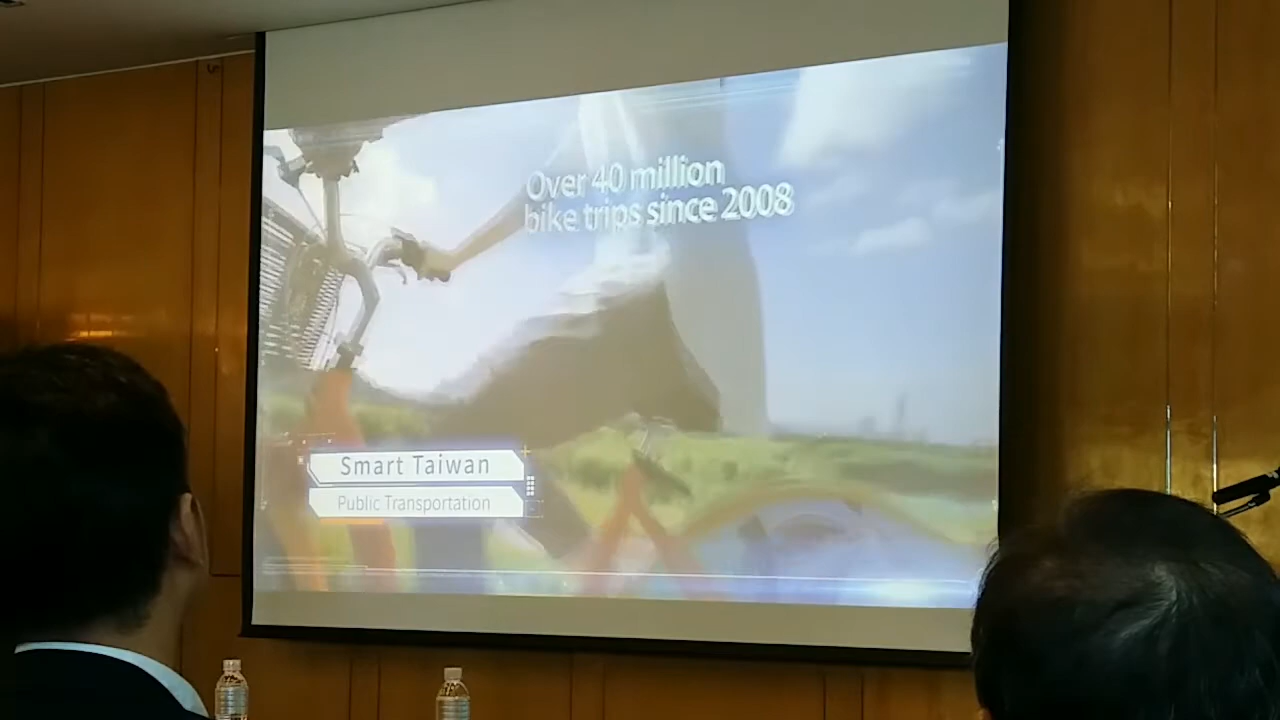 Over 40 million
bike trips since 2008
Smart Taiwan
Public Transportation